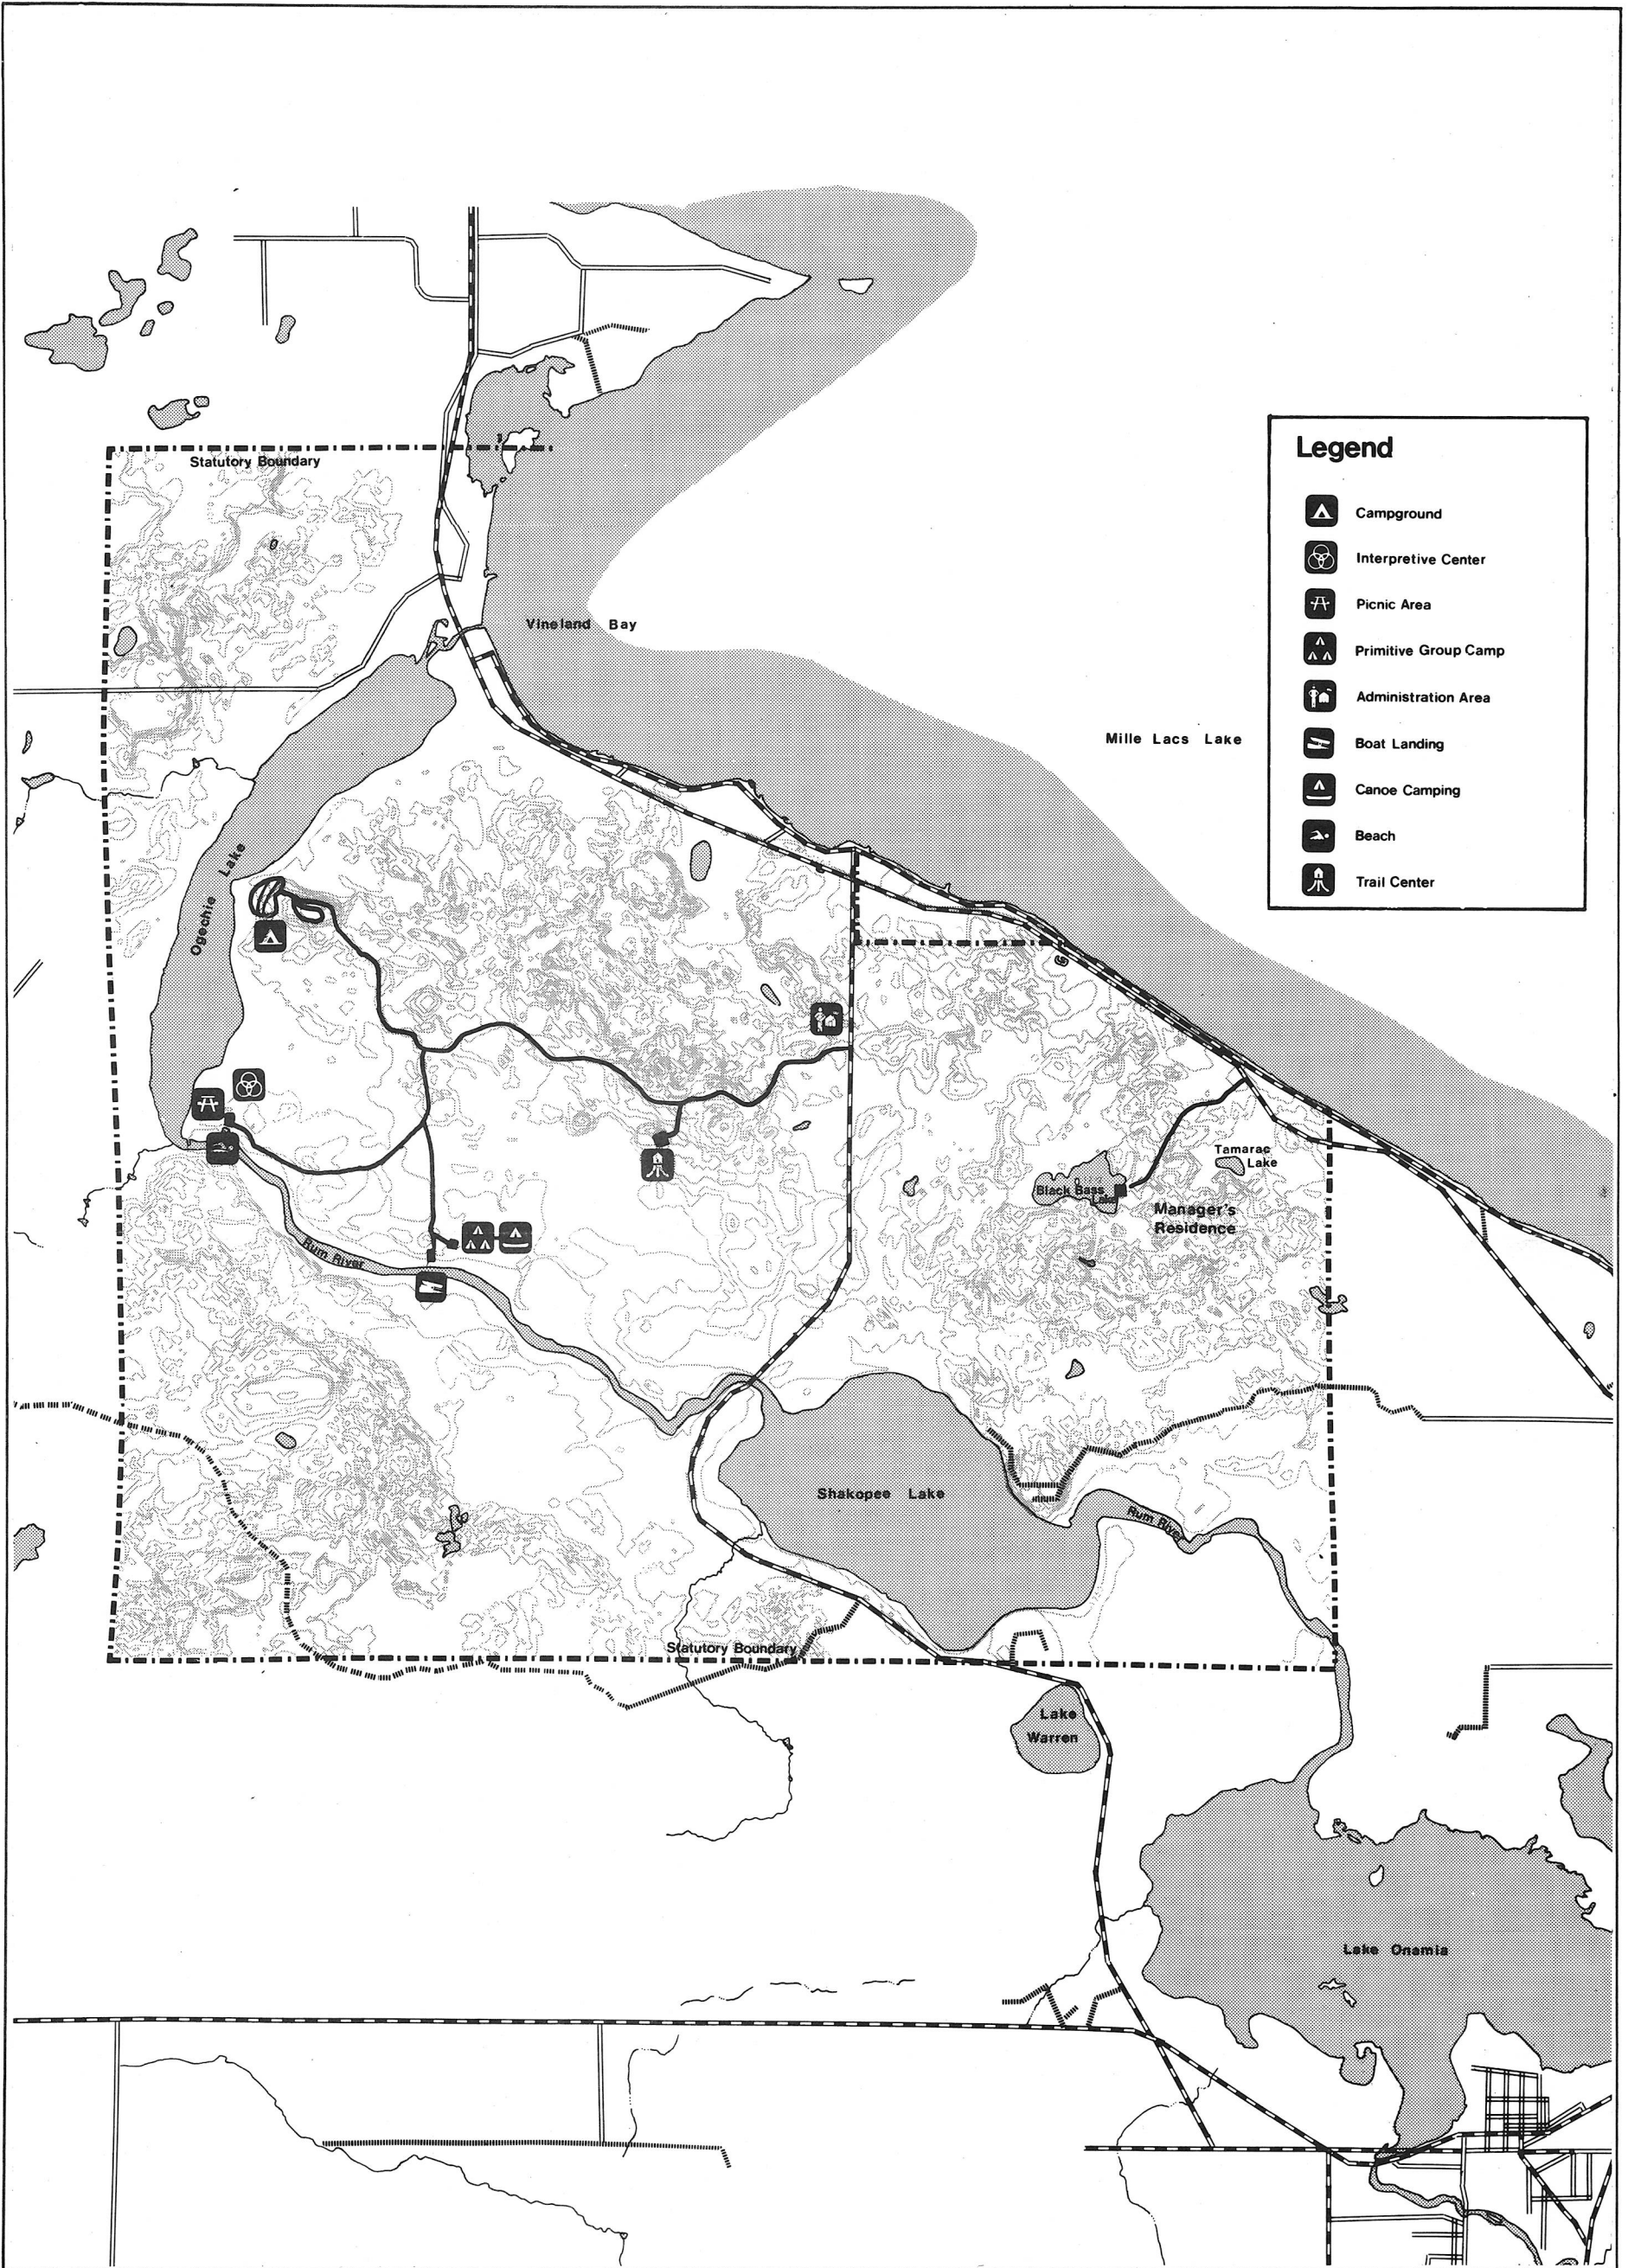 Statutory Boundary
Legend
Campground
Interpretive Center
Picnic Area
Primitive Group Camp
Administration Area
Boat Landing
Canoe Camping
Beach
Trail Center
Vineland Bay
Mille Lacs Lake
Ogechie Lake
Tamarac
Lake
Black Bass
Lake
Manager's
Residence
Rum River
Shakopee Lake
Rum River
Statutory Boundary
Lake
Warren
Lake Onamia